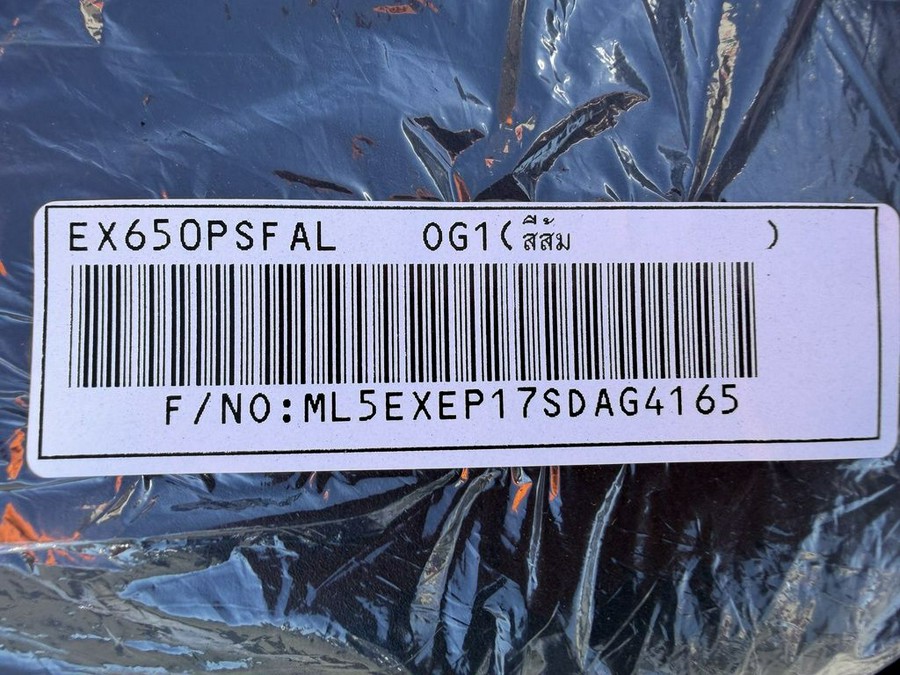 EX650PSFAL OG1(สีส้ม )
F/NO:ML5EXEP17SDAG4165